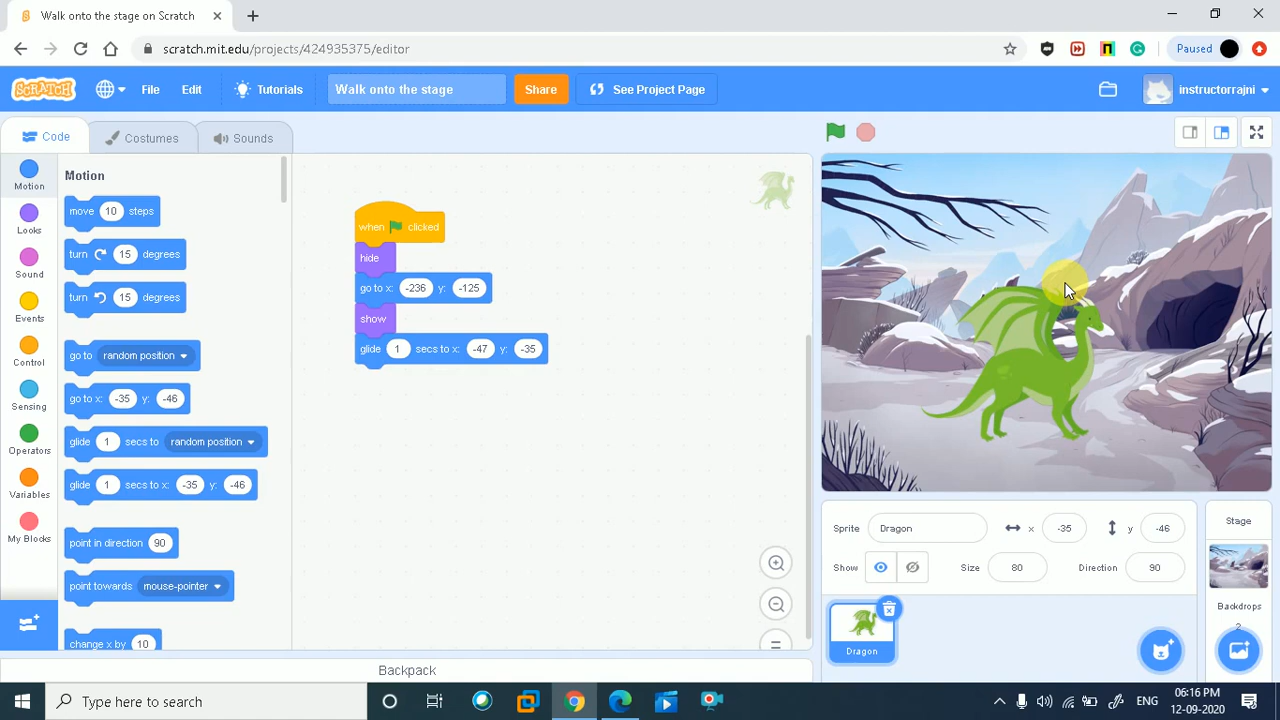 Walk onto the stage on Scratch
scratch.mit.edu/projects/424935375/editor
Paused
SCRATCH
File
Edit
Tutorials
Walk onto the stage
Share
See Project Page
instructorrajni
Code
Costumes
Sounds
Motion
Looks
Sound
Events
Control
Sensing
Operators
Variables
My Blocks
Motion
move 10 steps
turn 15 degrees
turn 15 degrees
go to random position
go to x: -35 y: -46
glide 1 secs to random position
glide 1 secs to x: -35 y: -46
point in direction 90
point towards mouse-pointer
change x by 10
when clicked
hide
go to x: -236 y: -125
show
glide 1 secs to x: -47 y: -35
Backpack
Sprite Dragon x -35 y -46
Show Size 80 Direction 90
Dragon
Stage
Backdrops
2
Type here to search
ENG
06:16 PM
12-09-2020